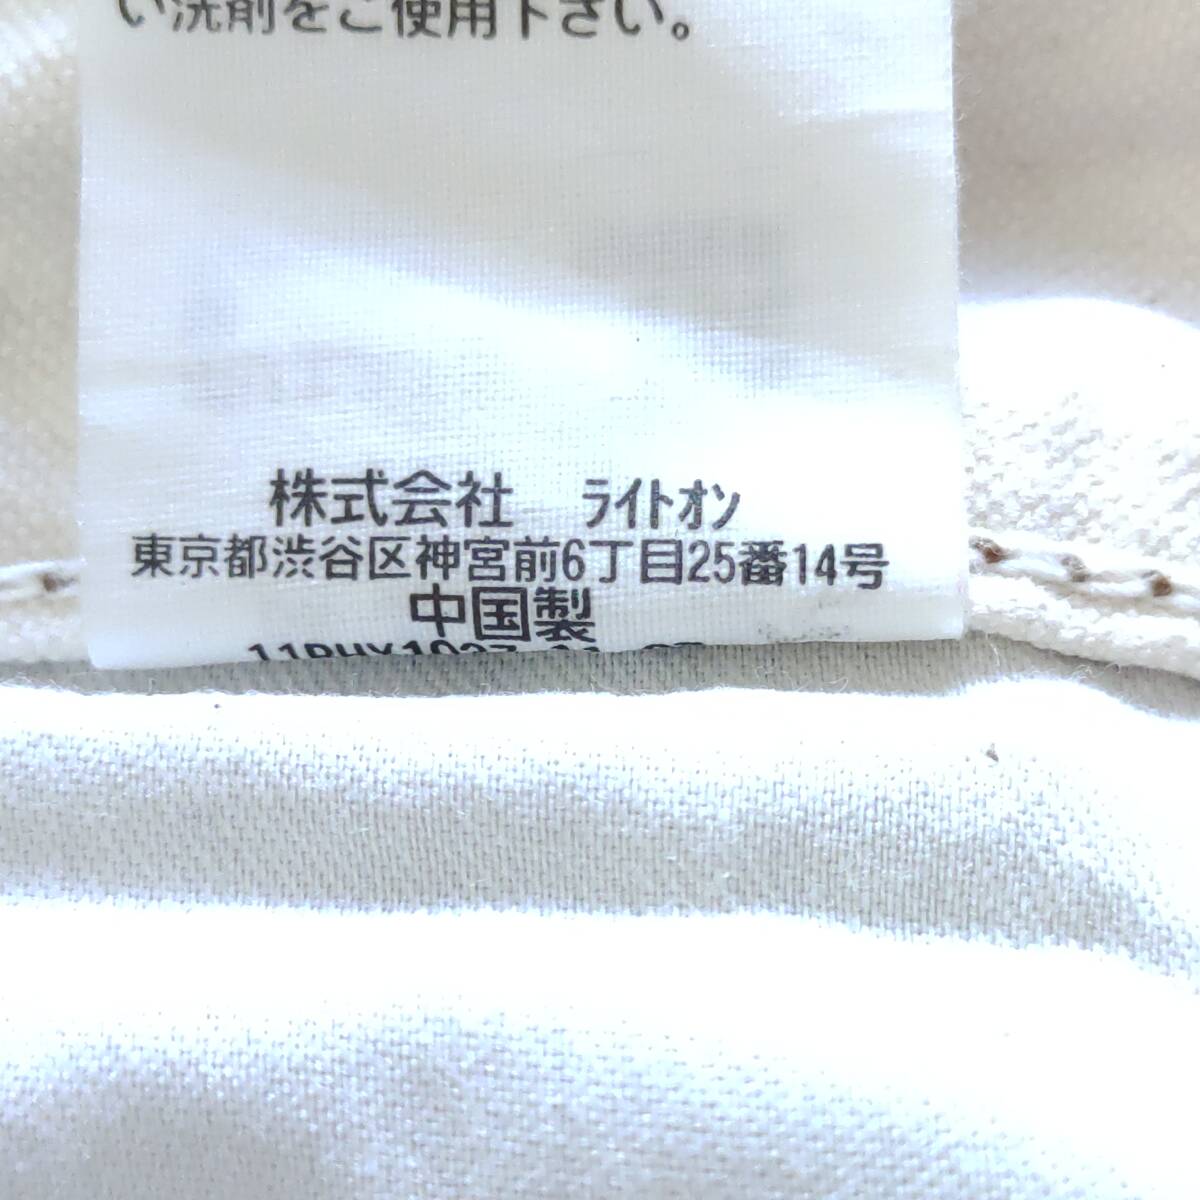 い洗剤をご使用下さい。
株式会社 ライトオン
東京都渋谷区神宮前6丁目25番14号
中国製